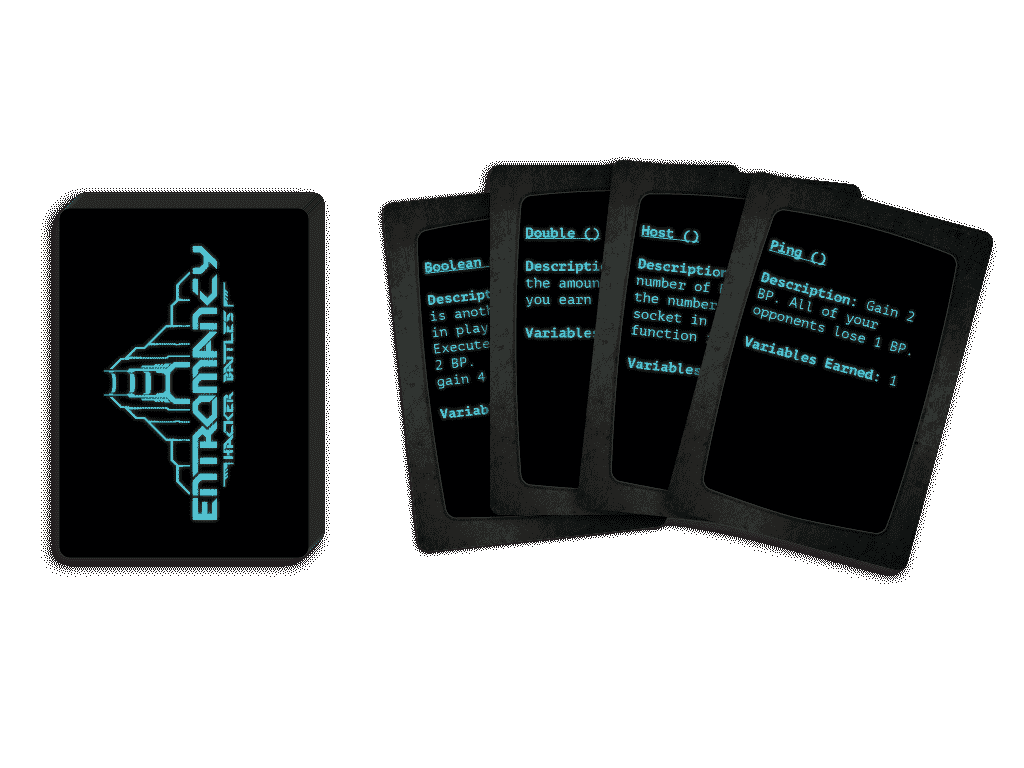 ENTROMANCY
HACKER BATTLES
Boolean
Descript
is anoth
in play
Execute
2 BP.
gain 4
Variab
Double ()
Descripti
the amoun
you earn
Variables
Host ()
Description
number of
the number
socket in
function
Variables
Ping ()
Description: Gain 2
BP. All of your
opponents lose 1 BP.
Variables Earned: 1